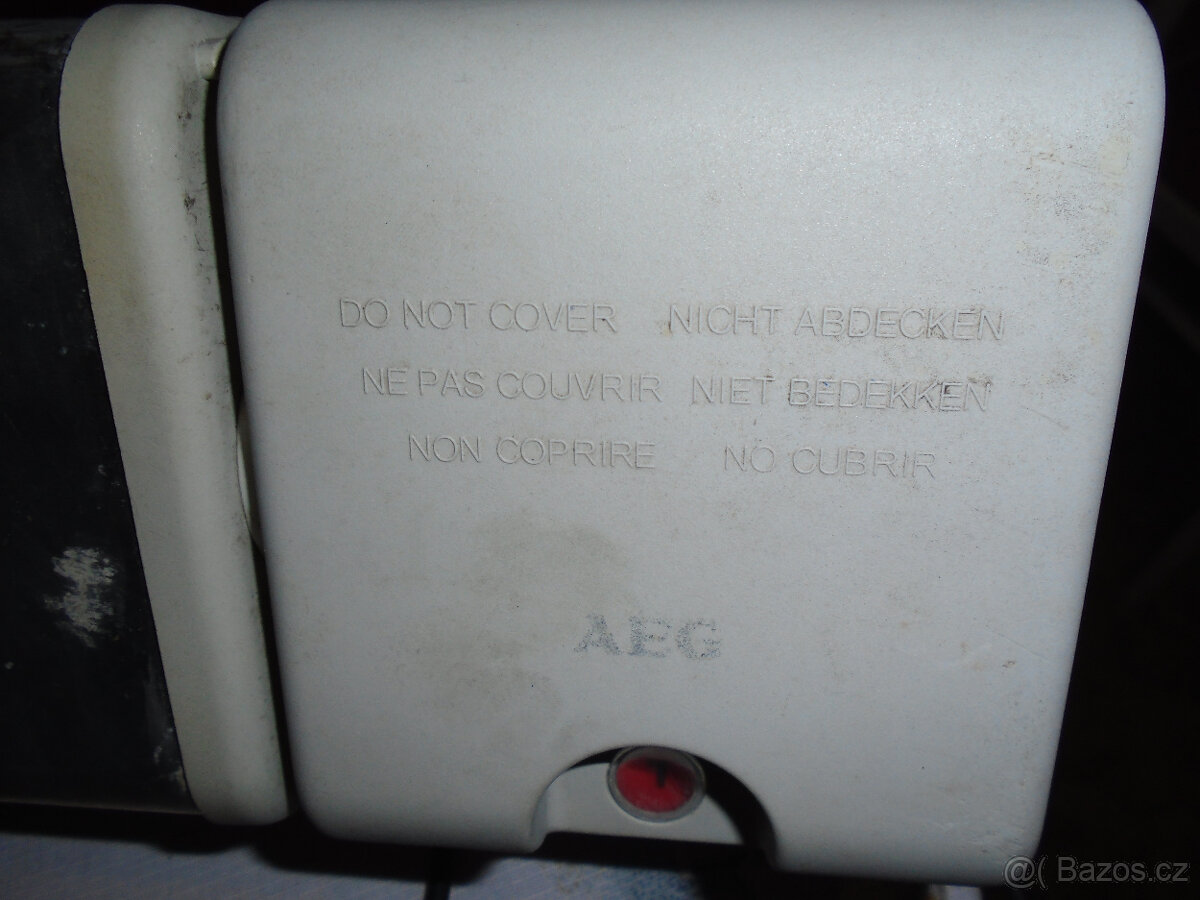 DO NOT COVER NICHT ABDECKEN
NE PAS COUVRIR NIET BEDEKKEN
NON COPRIRE NO CUBRIR
AEG
@( Bazos.cz